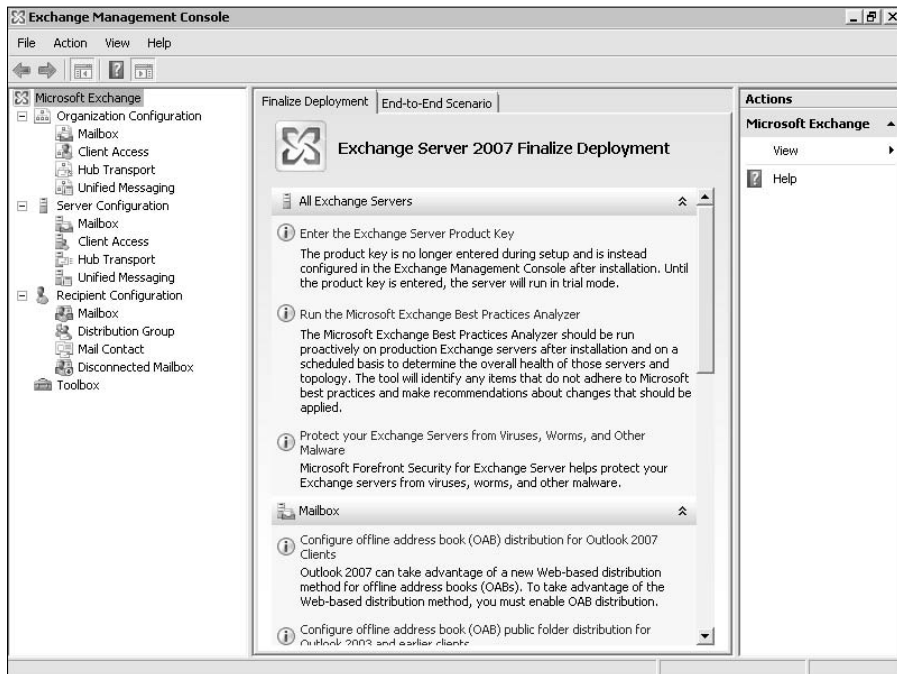 Exchange Management Console
File Action View Help
Microsoft Exchange
Organization Configuration
Mailbox
Client Access
Hub Transport
Unified Messaging
Server Configuration
Mailbox
Client Access
Hub Transport
Unified Messaging
Recipient Configuration
Mailbox
Distribution Group
Mail Contact
Disconnected Mailbox
Toolbox
Finalize Deployment End-to-End Scenario
Exchange Server 2007 Finalize Deployment
All Exchange Servers
Enter the Exchange Server Product Key
The product key is no longer entered during setup and is instead
configured in the Exchange Management Console after installation. Until
the product key is entered, the server will run in trial mode.
Run the Microsoft Exchange Best Practices Analyzer
The Microsoft Exchange Best Practices Analyzer should be run
proactively on production Exchange servers after installation and on a
scheduled basis to determine the overall health of those servers and
topology. The tool will identify any items that do not adhere to Microsoft
best practices and make recommendations about changes that should be
applied.
Protect your Exchange Servers from Viruses, Worms, and Other
Malware
Microsoft Forefront Security for Exchange Server helps protect your
Exchange servers from viruses, worms, and other malware.
Mailbox
Configure offline address book (OAB) distribution for Outlook 2007
Clients
Outlook 2007 can take advantage of a new Web-based distribution
method for offline address books (OABs). To take advantage of the
Web-based distribution method, you must enable OAB distribution.
Configure offline address book (OAB) public folder distribution for
Outlook 2003 and earlier clients
Actions
Microsoft Exchange
View
Help